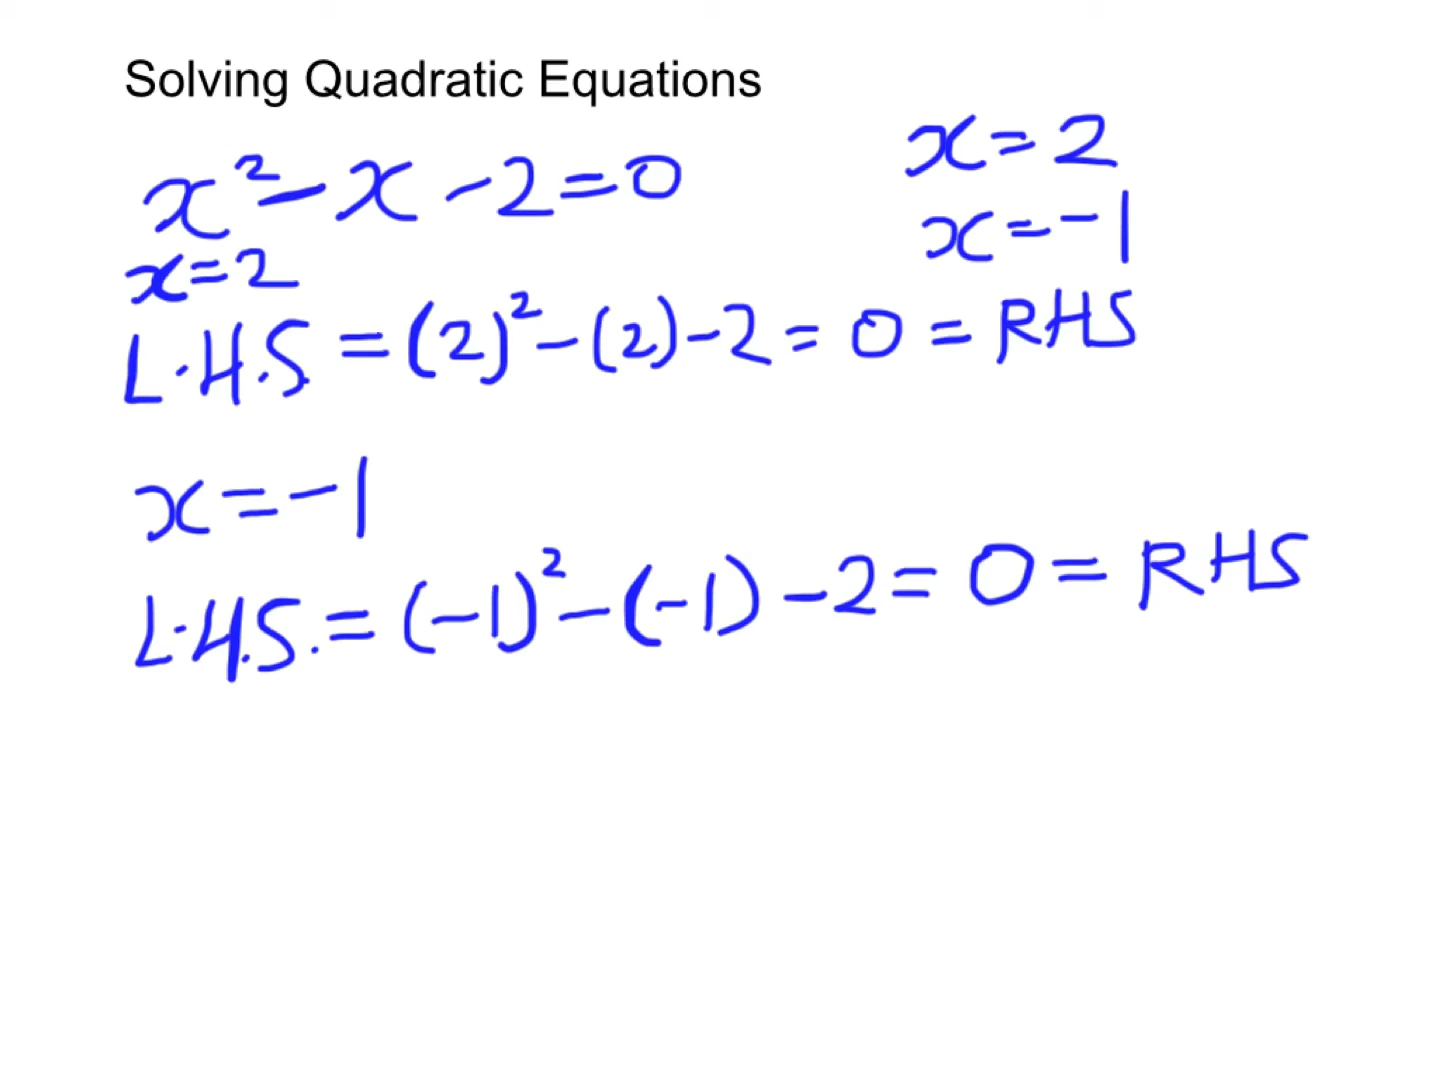 Solving Quadratic Equations
x² - x - 2 = 0
x = 2
x = -1
x = 2
L.H.S = (2)² - (2) - 2 = 0 = RHS
x = -1
L.H.S. = (-1)² - (-1) - 2 = 0 = RHS